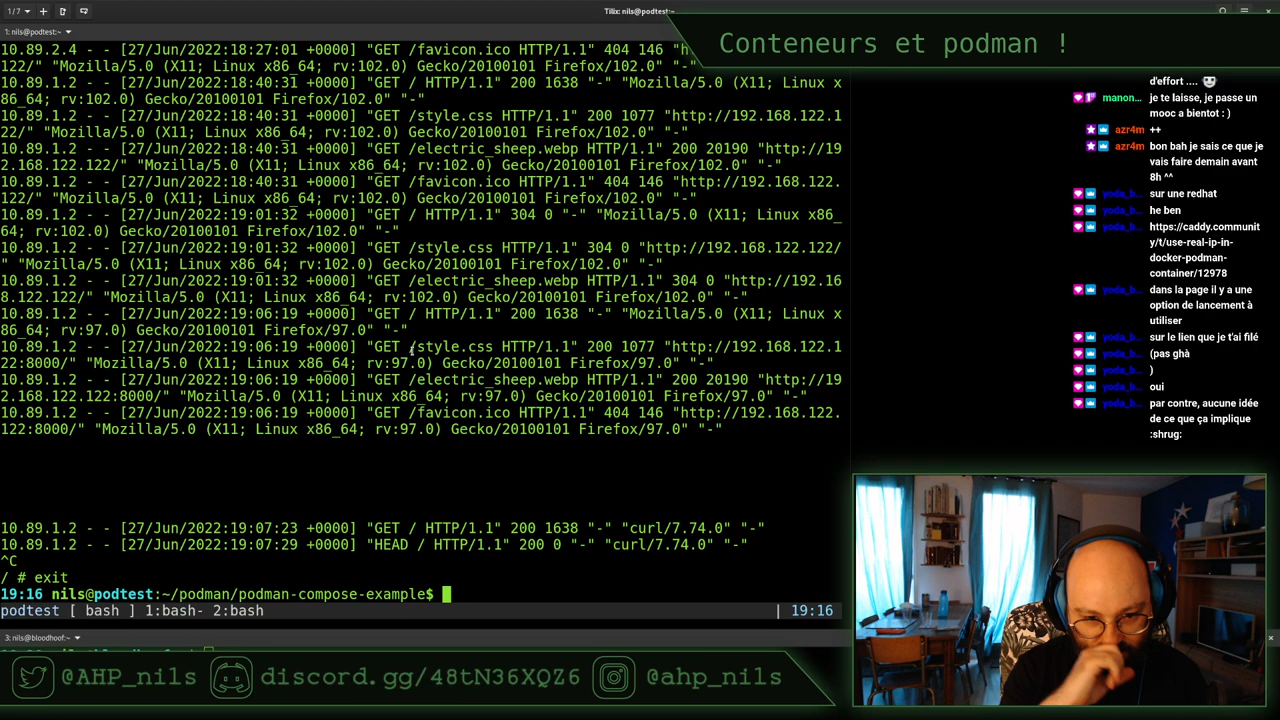 1/7
Tilix: nils@podtest:~
1: nils@podtest:~
Conteneurs et podman !
10.89.2.4 - - [27/Jun/2022:18:27:01 +0000] "GET /favicon.ico HTTP/1.1" 404 146 "h
122/" "Mozilla/5.0 (X11; Linux x86_64; rv:102.0) Gecko/20100101 Firefox/102.0" "-"
10.89.1.2 - - [27/Jun/2022:18:40:31 +0000] "GET / HTTP/1.1" 200 1638 "-" "Mozilla/5.0 (X11; Linux x
86_64; rv:102.0) Gecko/20100101 Firefox/102.0" "-"
10.89.1.2 - - [27/Jun/2022:18:40:31 +0000] "GET /style.css HTTP/1.1" 200 1077 "http://192.168.122.1
22/" "Mozilla/5.0 (X11; Linux x86_64; rv:102.0) Gecko/20100101 Firefox/102.0" "-"
10.89.1.2 - - [27/Jun/2022:18:40:31 +0000] "GET /electric_sheep.webp HTTP/1.1" 200 20190 "http://19
2.168.122.122/" "Mozilla/5.0 (X11; Linux x86_64; rv:102.0) Gecko/20100101 Firefox/102.0" "-"
10.89.1.2 - - [27/Jun/2022:18:40:31 +0000] "GET /favicon.ico HTTP/1.1" 404 146 "http://192.168.122.
122/" "Mozilla/5.0 (X11; Linux x86_64; rv:102.0) Gecko/20100101 Firefox/102.0" "-"
10.89.1.2 - - [27/Jun/2022:19:01:32 +0000] "GET / HTTP/1.1" 304 0 "-" "Mozilla/5.0 (X11; Linux x86_
64; rv:102.0) Gecko/20100101 Firefox/102.0" "-"
10.89.1.2 - - [27/Jun/2022:19:01:32 +0000] "GET /style.css HTTP/1.1" 304 0 "http://192.168.122.122/
" "Mozilla/5.0 (X11; Linux x86_64; rv:102.0) Gecko/20100101 Firefox/102.0" "-"
10.89.1.2 - - [27/Jun/2022:19:01:32 +0000] "GET /electric_sheep.webp HTTP/1.1" 304 0 "http://192.16
8.122.122/" "Mozilla/5.0 (X11; Linux x86_64; rv:102.0) Gecko/20100101 Firefox/102.0" "-"
10.89.1.2 - - [27/Jun/2022:19:06:19 +0000] "GET / HTTP/1.1" 200 1638 "-" "Mozilla/5.0 (X11; Linux x
86_64; rv:97.0) Gecko/20100101 Firefox/97.0" "-"
10.89.1.2 - - [27/Jun/2022:19:06:19 +0000] "GET /style.css HTTP/1.1" 200 1077 "http://192.168.122.1
22:8000/" "Mozilla/5.0 (X11; Linux x86_64; rv:97.0) Gecko/20100101 Firefox/97.0" "-"
10.89.1.2 - - [27/Jun/2022:19:06:19 +0000] "GET /electric_sheep.webp HTTP/1.1" 200 20190 "http://19
2.168.122.122:8000/" "Mozilla/5.0 (X11; Linux x86_64; rv:97.0) Gecko/20100101 Firefox/97.0" "-"
10.89.1.2 - - [27/Jun/2022:19:06:19 +0000] "GET /favicon.ico HTTP/1.1" 404 146 "http://192.168.122.
122:8000/" "Mozilla/5.0 (X11; Linux x86_64; rv:97.0) Gecko/20100101 Firefox/97.0" "-"
10.89.1.2 - - [27/Jun/2022:19:07:23 +0000] "GET / HTTP/1.1" 200 1638 "-" "curl/7.74.0" "-"
10.89.1.2 - - [27/Jun/2022:19:07:29 +0000] "HEAD / HTTP/1.1" 200 0 "-" "curl/7.74.0" "-"
^C
/ # exit
19:16 nils@podtest:~/podman/podman-compose-example$
podtest [ bash ] 1:bash- 2:bash | 19:16
3: nils@bloodhoof:~
d'effort ....
manon... je te laisse, je passe un
mooc a bientot : )
azr4m ++
azr4m bon bah je sais ce que je
vais faire demain avant
8h ^^
yoda_b... sur une redhat
yoda_b... he ben
yoda_b... https://caddy.communit
y/t/use-real-ip-in-
docker-podman-
container/12978
yoda_b... dans la page il y a une
option de lancement à
utiliser
yoda_b... sur le lien que je t'ai filé
yoda_b... (pas ghà
yoda_b... )
yoda_b... oui
yoda_b... par contre, aucune idée
de ce que ça implique
:shrug:
@AHP_nils
discord.gg/48tN36XQZ6
@ahp_nils